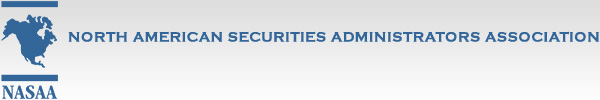 NORTH AMERICAN SECURITIES ADMINISTRATORS ASSOCIATION
NASAA